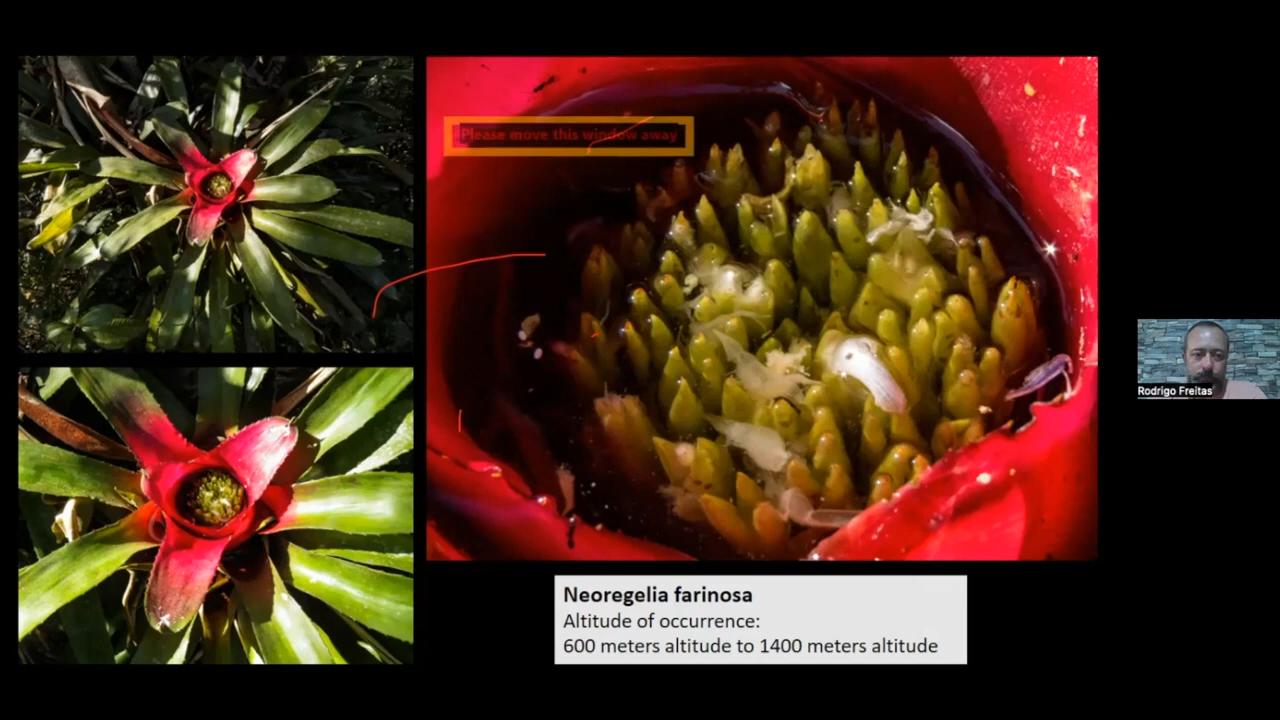 Please move this window away
Rodrigo Freitas
Neoregelia farinosa
Altitude of occurrence:
600 meters altitude to 1400 meters altitude